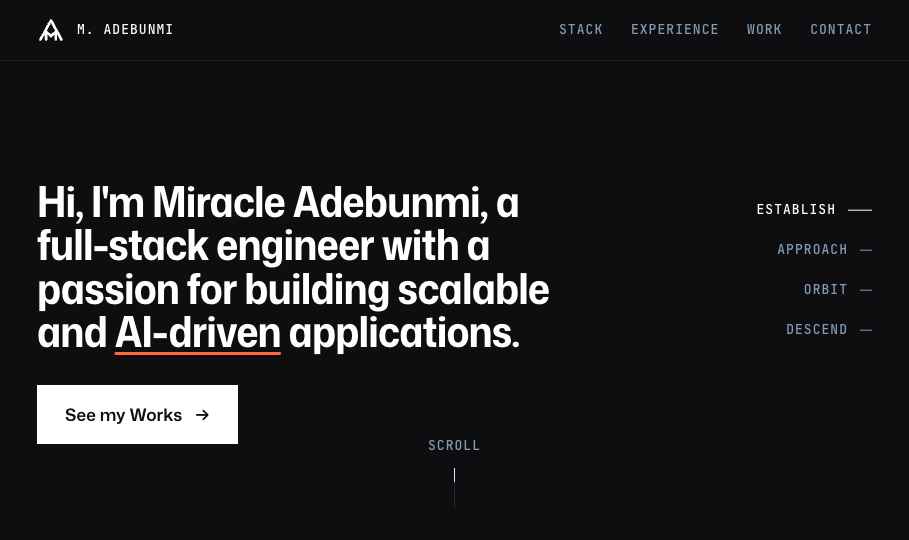 M. ADEBUNMI
STACK EXPERIENCE WORK CONTACT
Hi, I'm Miracle Adebunmi, a
full-stack engineer with a
passion for building scalable
and AI-driven applications.
ESTABLISH
APPROACH
ORBIT
DESCEND
See my Works →
SCROLL